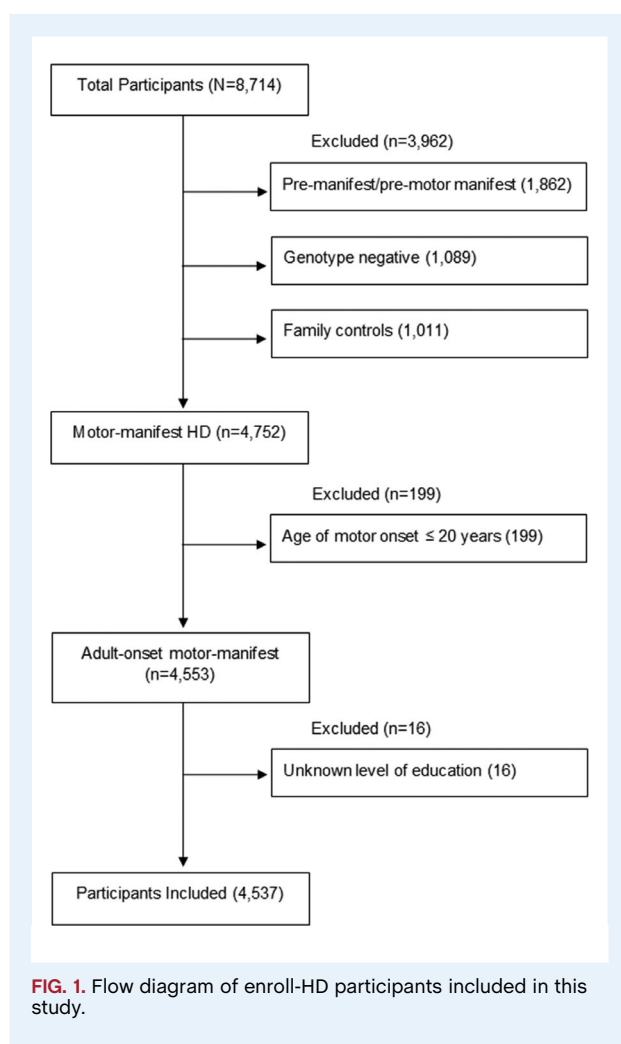 Total Participants (N=8,714)
Excluded (n=3,962)
Pre-manifest/pre-motor manifest (1,862)
Genotype negative (1,089)
Family controls (1,011)
Motor-manifest HD (n=4,752)
Excluded (n=199)
Age of motor onset ≤ 20 years (199)
Adult-onset motor-manifest
(n=4,553)
Excluded (n=16)
Unknown level of education (16)
Participants Included (4,537)
FIG. 1. Flow diagram of enroll-HD participants included in this
study.